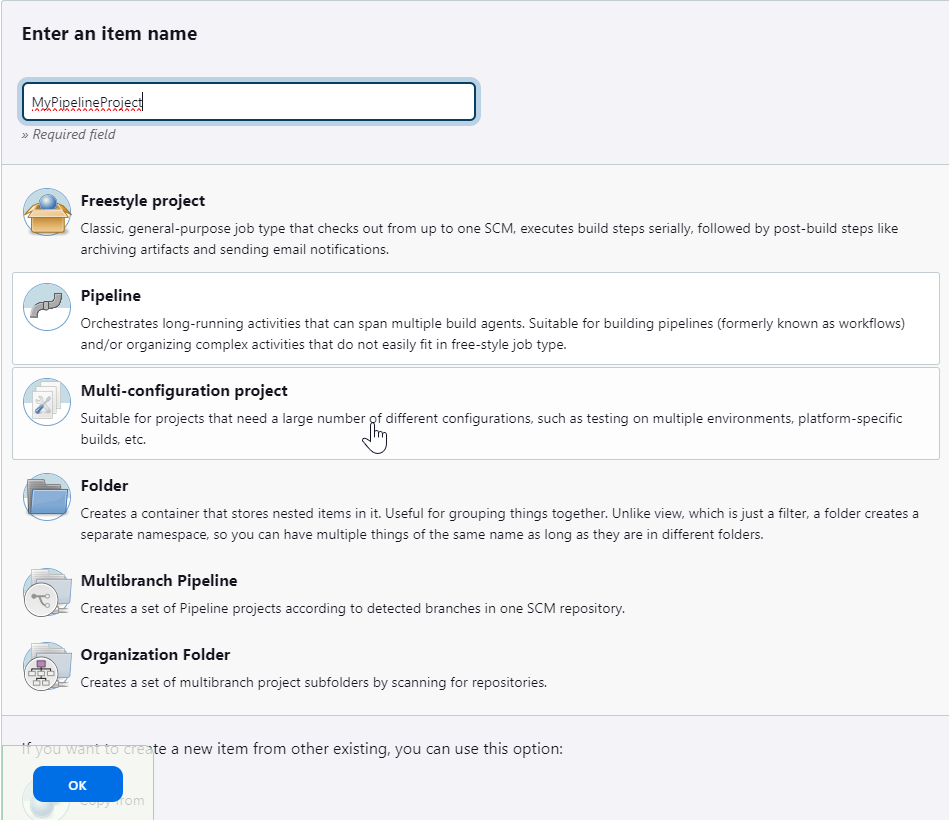 Enter an item name
MyPipelineProject
» Required field
Freestyle project
Classic, general-purpose job type that checks out from up to one SCM, executes build steps serially, followed by post-build steps like
archiving artifacts and sending email notifications.
Pipeline
Orchestrates long-running activities that can span multiple build agents. Suitable for building pipelines (formerly known as workflows)
and/or organizing complex activities that do not easily fit in free-style job type.
Multi-configuration project
Suitable for projects that need a large number of different configurations, such as testing on multiple environments, platform-specific
builds, etc.
Folder
Creates a container that stores nested items in it. Useful for grouping things together. Unlike view, which is just a filter, a folder creates a
separate namespace, so you can have multiple things of the same name as long as they are in different folders.
Multibranch Pipeline
Creates a set of Pipeline projects according to detected branches in one SCM repository.
Organization Folder
Creates a set of multibranch project subfolders by scanning for repositories.
If you want to create a new item from other existing, you can use this option:
OK
Copy from